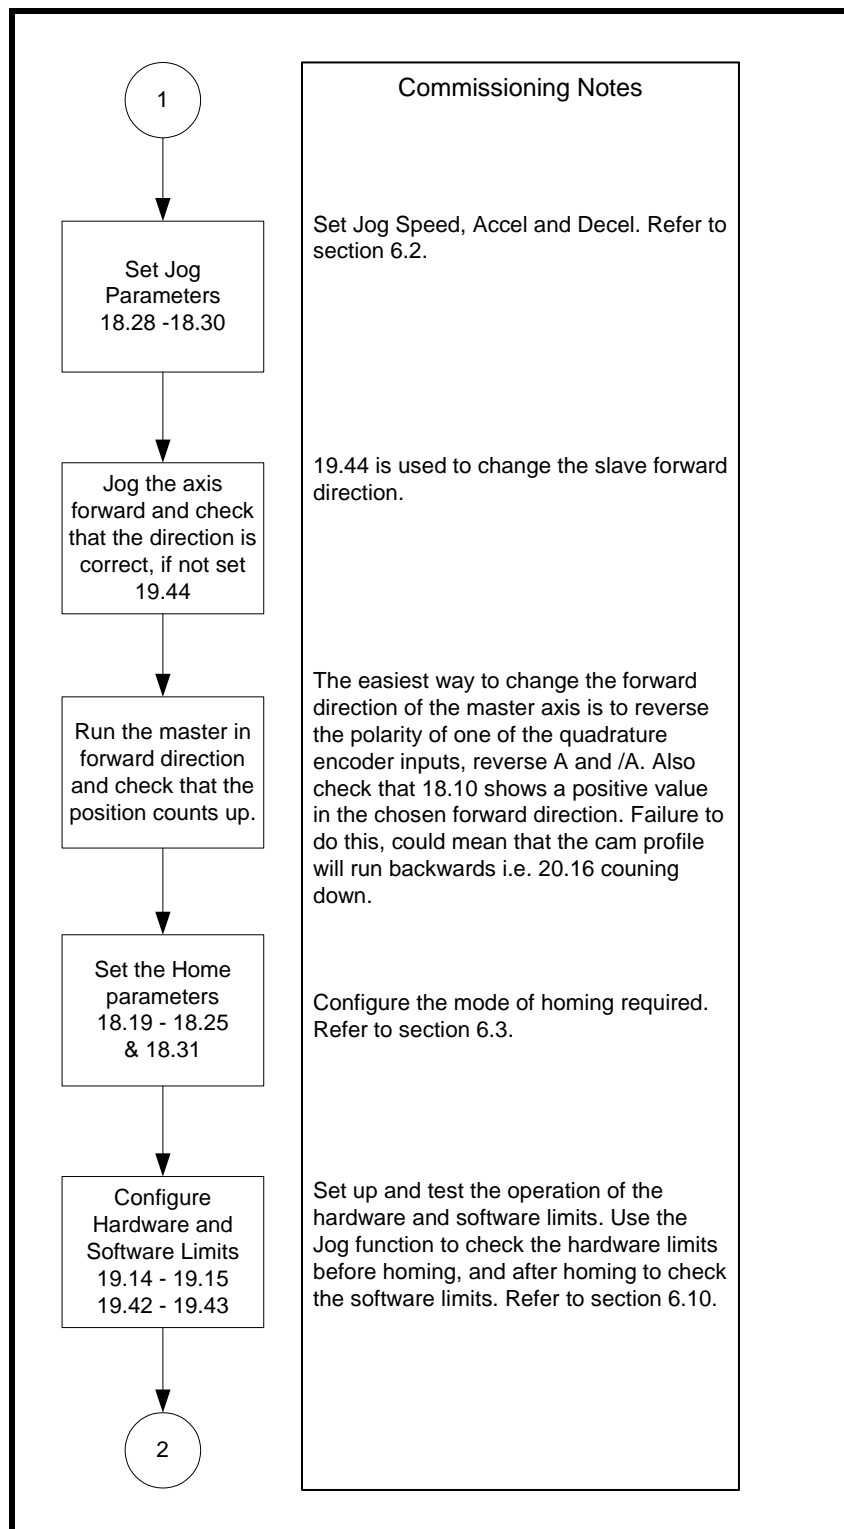 1
Commissioning Notes
Set Jog
Parameters
18.28 -18.30
Set Jog Speed, Accel and Decel. Refer to
section 6.2.
Jog the axis
forward and check
that the direction is
correct, if not set
19.44
19.44 is used to change the slave forward
direction.
Run the master in
forward direction
and check that the
position counts up.
The easiest way to change the forward
direction of the master axis is to reverse
the polarity of one of the quadrature
encoder inputs, reverse A and /A. Also
check that 18.10 shows a positive value
in the chosen forward direction. Failure to
do this, could mean that the cam profile
will run backwards i.e. 20.16 couning
down.
Set the Home
parameters
18.19 - 18.25
& 18.31
Configure the mode of homing required.
Refer to section 6.3.
Configure
Hardware and
Software Limits
19.14 - 19.15
19.42 - 19.43
Set up and test the operation of the
hardware and software limits. Use the
Jog function to check the hardware limits
before homing, and after homing to check
the software limits. Refer to section 6.10.
2